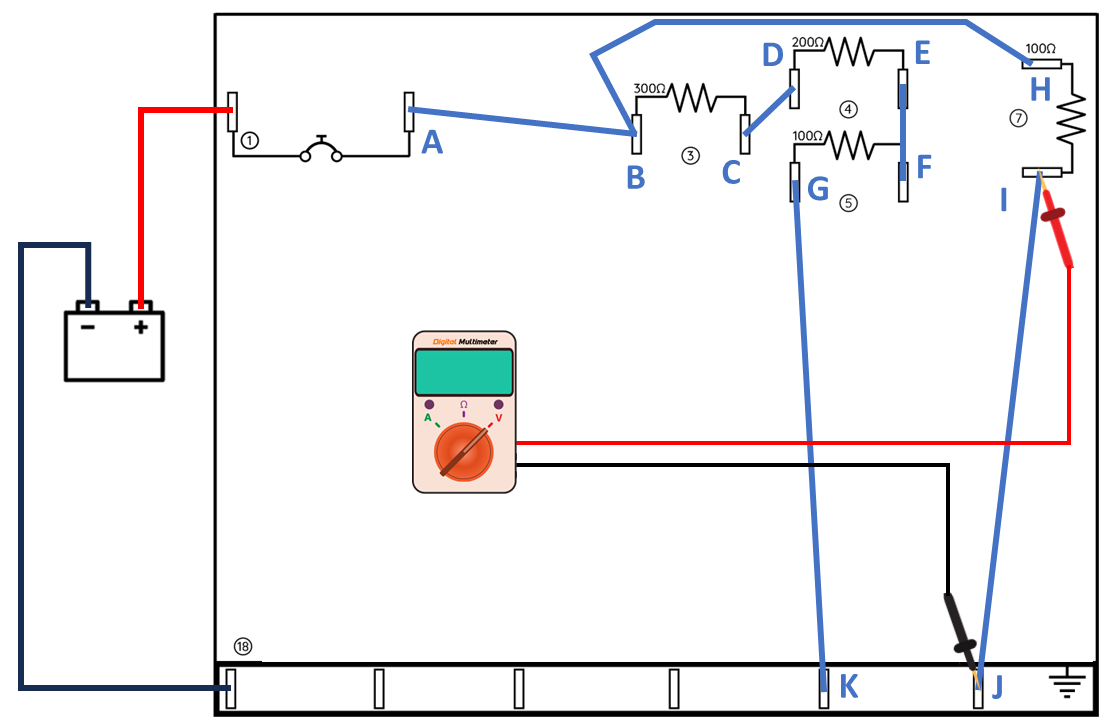 100Ω
H
D
200Ω
E
④
300Ω
⑦
①
A
B
③
C
100Ω
G
F
⑤
I
−
+
Digital Multimeter
A
Ω
V
⑱
K
J